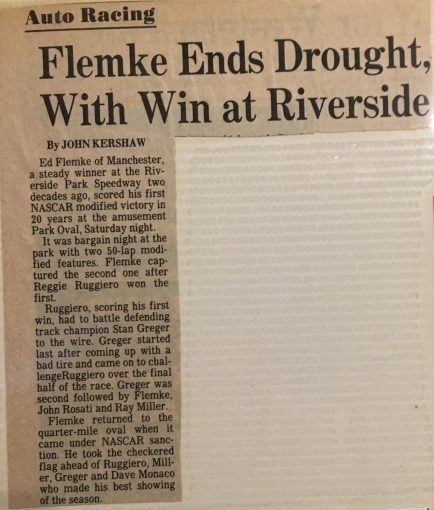 Auto Racing
Flemke Ends Drought,
With Win at Riverside
By JOHN KERSHAW
Ed Flemke of Manchester,
a steady winner at the Riv-
erside Park Speedway two
decades ago, scored his first
NASCAR modified victory in
20 years at the amusement
Park Oval, Saturday night.
It was bargain night at the
park with two 50-lap modi-
fied features. Flemke cap-
tured the second one after
Reggie Ruggiero won the
first.
Ruggiero, scoring his first
win, had to battle defending
track champion Stan Greger
to the wire. Greger started
last after coming up with a
bad tire and came on to chal-
lengeRuggiero over the final
half of the race. Greger was
second followed by Flemke,
John Rosati and Ray Miller.
Flemke returned to the
quarter-mile oval when it
came under NASCAR sanc-
tion. He took the checkered
flag ahead of Ruggiero, Mill-
er, Greger and Dave Monaco
who made his best showing
of the season.